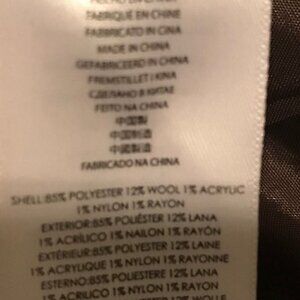 FABRIQUÉ EN CHINE
FABBRICATO IN CINA
MADE IN CHINA
GEFABRICEERD IN CHINA
FREMSTILLET I KINA
СДЕЛАНО В КИТАЕ
FEITO NA CHINA
中国製
中国制造
中國製造
FABRICADO NA CHINA
SHELL: 85% POLYESTER 12% WOOL 1% ACRYLIC
1% NYLON 1% RAYON
EXTERIOR: 85% POLIÉSTER 12% LANA
1% ACRÍLICO 1% NAILON 1% RAYÓN
EXTÉRIEUR: 85% POLYESTER 12% LAINE
1% ACRYLIQUE 1% NYLON 1% RAYONNE
ESTERNO: 85% POLIESTERE 12% LANA